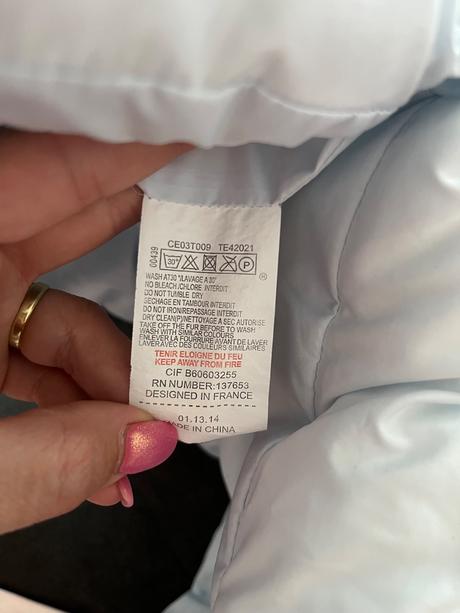 00439
CE03T009 TE42021
30° P
®
WASH AT30°/LAVAGE A 30°
NO BLEACH/CHLORE INTERDIT
DO NOT TUMBLE DRY
SECHAGE EN TAMBOUR INTERDIT
DO NOT IRON/REPASSAGE INTERDIT
DRY CLEAN(P)/NETTOYAGE A SEC AUTORISE
TAKE OFF THE FUR BEFORE TO WASH
WASH WITH SIMILAR COLOURS
ENLEVER LA FOURRURE AVANT DE LAVER
LAVER AVEC DES COULEURS SIMILAIRES
TENIR ELOIGNE DU FEU
KEEP AWAY FROM FIRE
CIF B60603255
RN NUMBER:137653
DESIGNED IN FRANCE
01.13.14
MADE IN CHINA